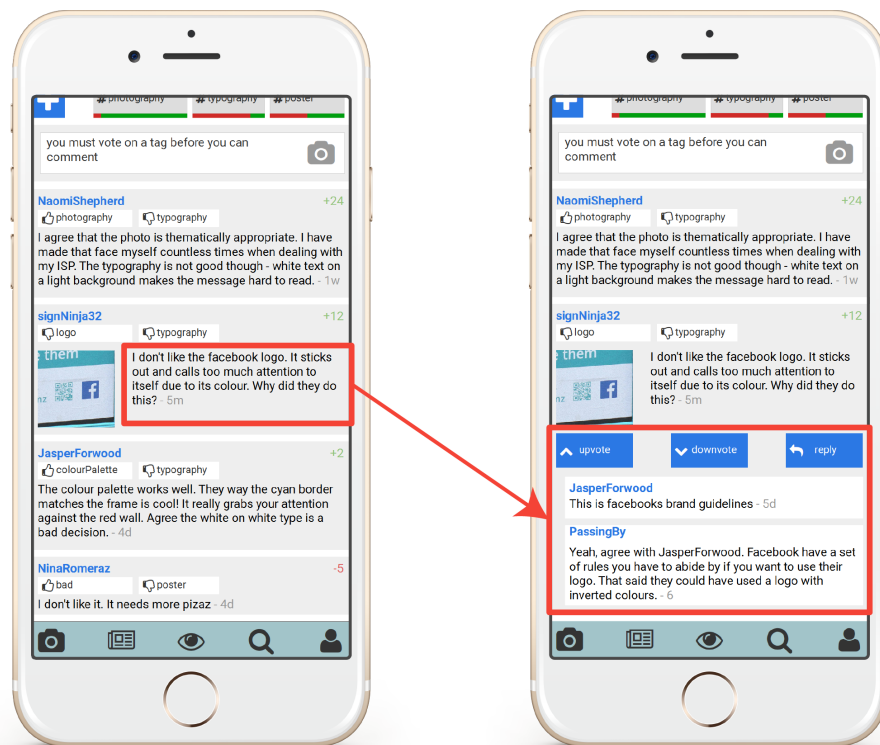 # photography # typography # poster
you must vote on a tag before you can
comment
NaomiShepherd +24
photography typography
I agree that the photo is thematically appropriate. I have
made that face myself countless times when dealing with
my ISP. The typography is not good though - white text on
a light background makes the message hard to read. - 1w
signNinja32 +12
logo typography
e them
nz
I don't like the facebook logo. It sticks
out and calls too much attention to
itself due to its colour. Why did they do
this? - 5m
JasperForwood +2
colourPalette typography
The colour palette works well. They way the cyan border
matches the frame is cool! It really grabs your attention
against the red wall. Agree the white on white type is a
bad decision. - 4d
NinaRomeraz -5
bad poster
I don't like it. It needs more pizaz - 4d
# photography # typography # poster
you must vote on a tag before you can
comment
NaomiShepherd +24
photography typography
I agree that the photo is thematically appropriate. I have
made that face myself countless times when dealing with
my ISP. The typography is not good though - white text on
a light background makes the message hard to read. - 1w
signNinja32 +12
logo typography
them
nz
I don't like the facebook logo. It sticks
out and calls too much attention to
itself due to its colour. Why did they do
this? - 5m
upvote downvote reply
JasperForwood
This is facebooks brand guidelines - 5d
PassingBy
Yeah, agree with JasperForwood. Facebook have a set
of rules you have to abide by if you want to use their
logo. That said they could have used a logo with
inverted colours. - 6